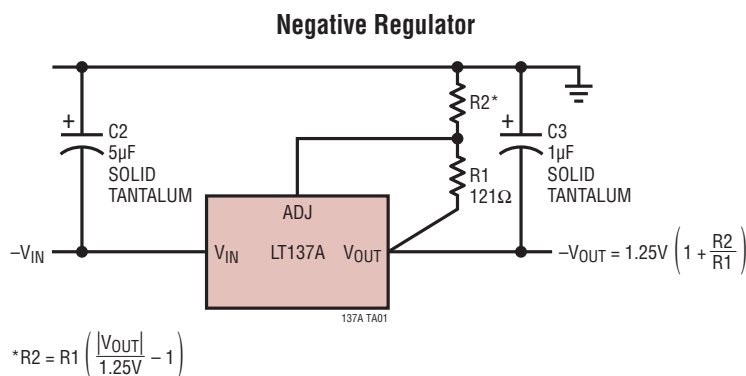 Negative Regulator
R2*
+
C2
5µF
SOLID
TANTALUM
+
C3
1µF
SOLID
TANTALUM
R1
121Ω
ADJ
–VIN
VIN
LT137A
VOUT
–VOUT = 1.25V (1 + R2/R1)
137A TA01
*R2 = R1 (|VOUT|/1.25V – 1)